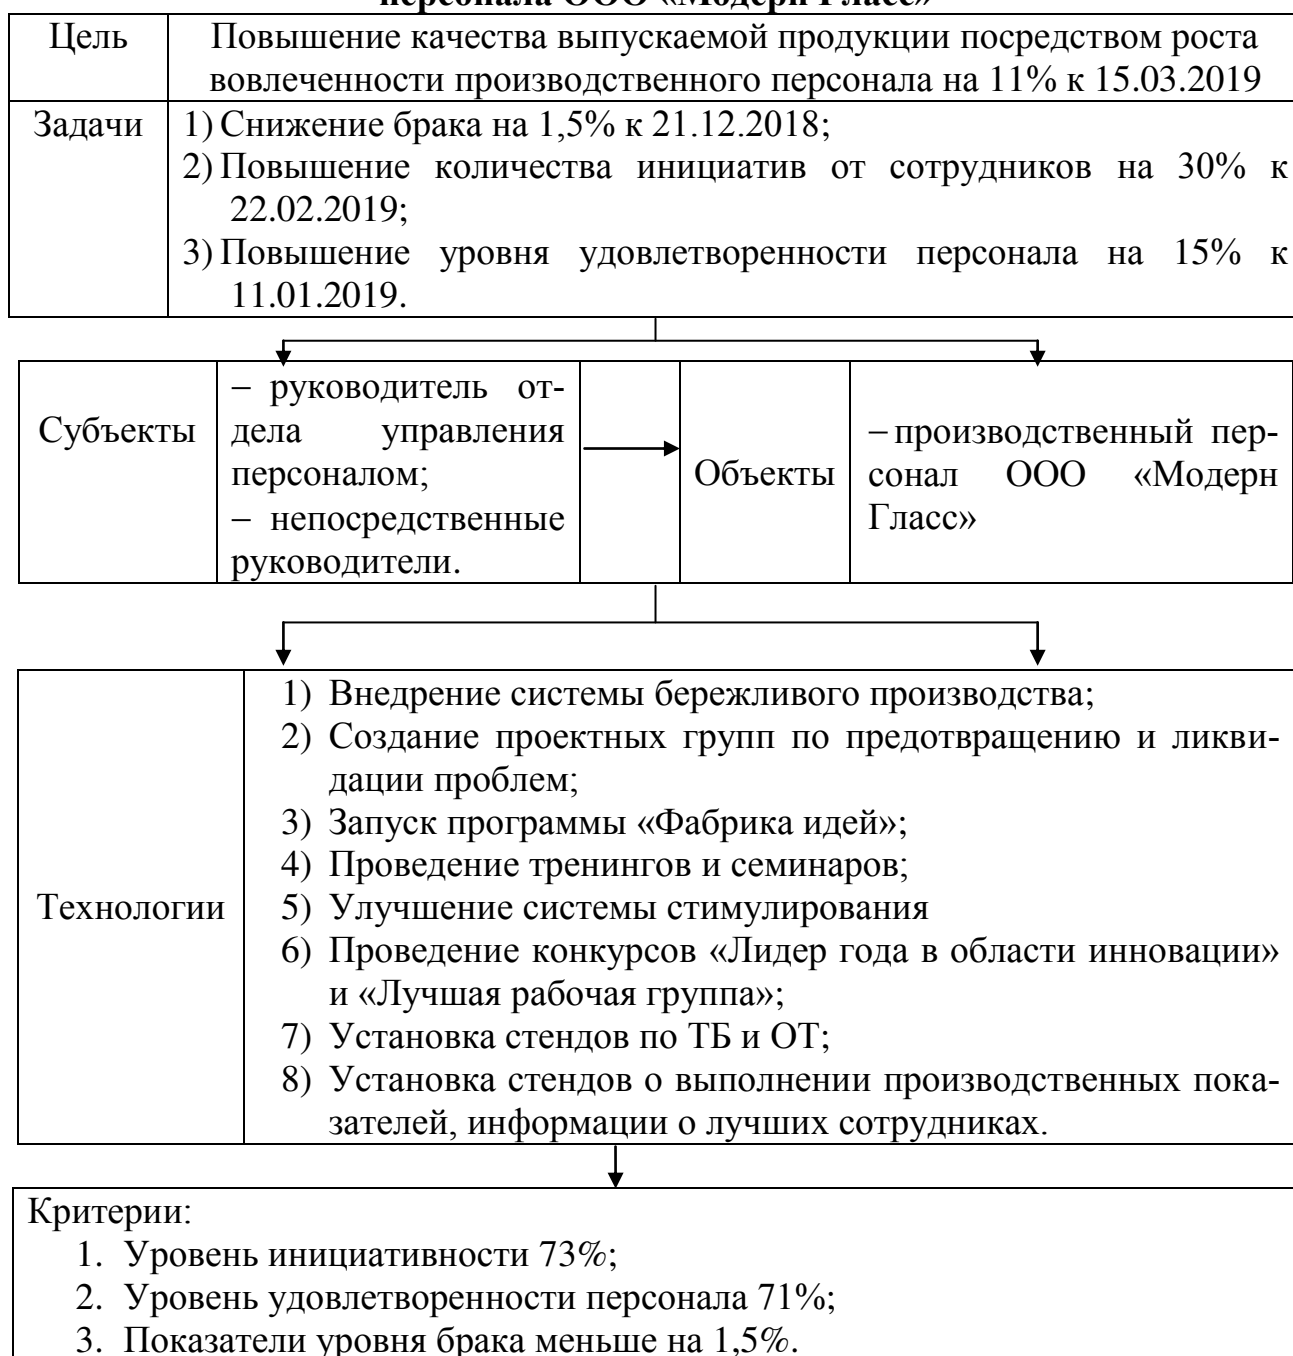 персонала ООО «Модерн Гласс»
Цель
Повышение качества выпускаемой продукции посредством роста
вовлеченности производственного персонала на 11% к 15.03.2019
Задачи
1) Снижение брака на 1,5% к 21.12.2018;
2) Повышение количества инициатив от сотрудников на 30% к
22.02.2019;
3) Повышение уровня удовлетворенности персонала на 15% к
11.01.2019.
Субъекты
– руководитель от-
дела управления
персоналом;
– непосредственные
руководители.
Объекты
– производственный пер-
сонал ООО «Модерн
Гласс»
Технологии
1) Внедрение системы бережливого производства;
2) Создание проектных групп по предотвращению и ликви-
дации проблем;
3) Запуск программы «Фабрика идей»;
4) Проведение тренингов и семинаров;
5) Улучшение системы стимулирования
6) Проведение конкурсов «Лидер года в области инновации»
и «Лучшая рабочая группа»;
7) Установка стендов по ТБ и ОТ;
8) Установка стендов о выполнении производственных пока-
зателей, информации о лучших сотрудниках.
Критерии:
1. Уровень инициативности 73%;
2. Уровень удовлетворенности персонала 71%;
3. Показатели уровня брака меньше на 1,5%.